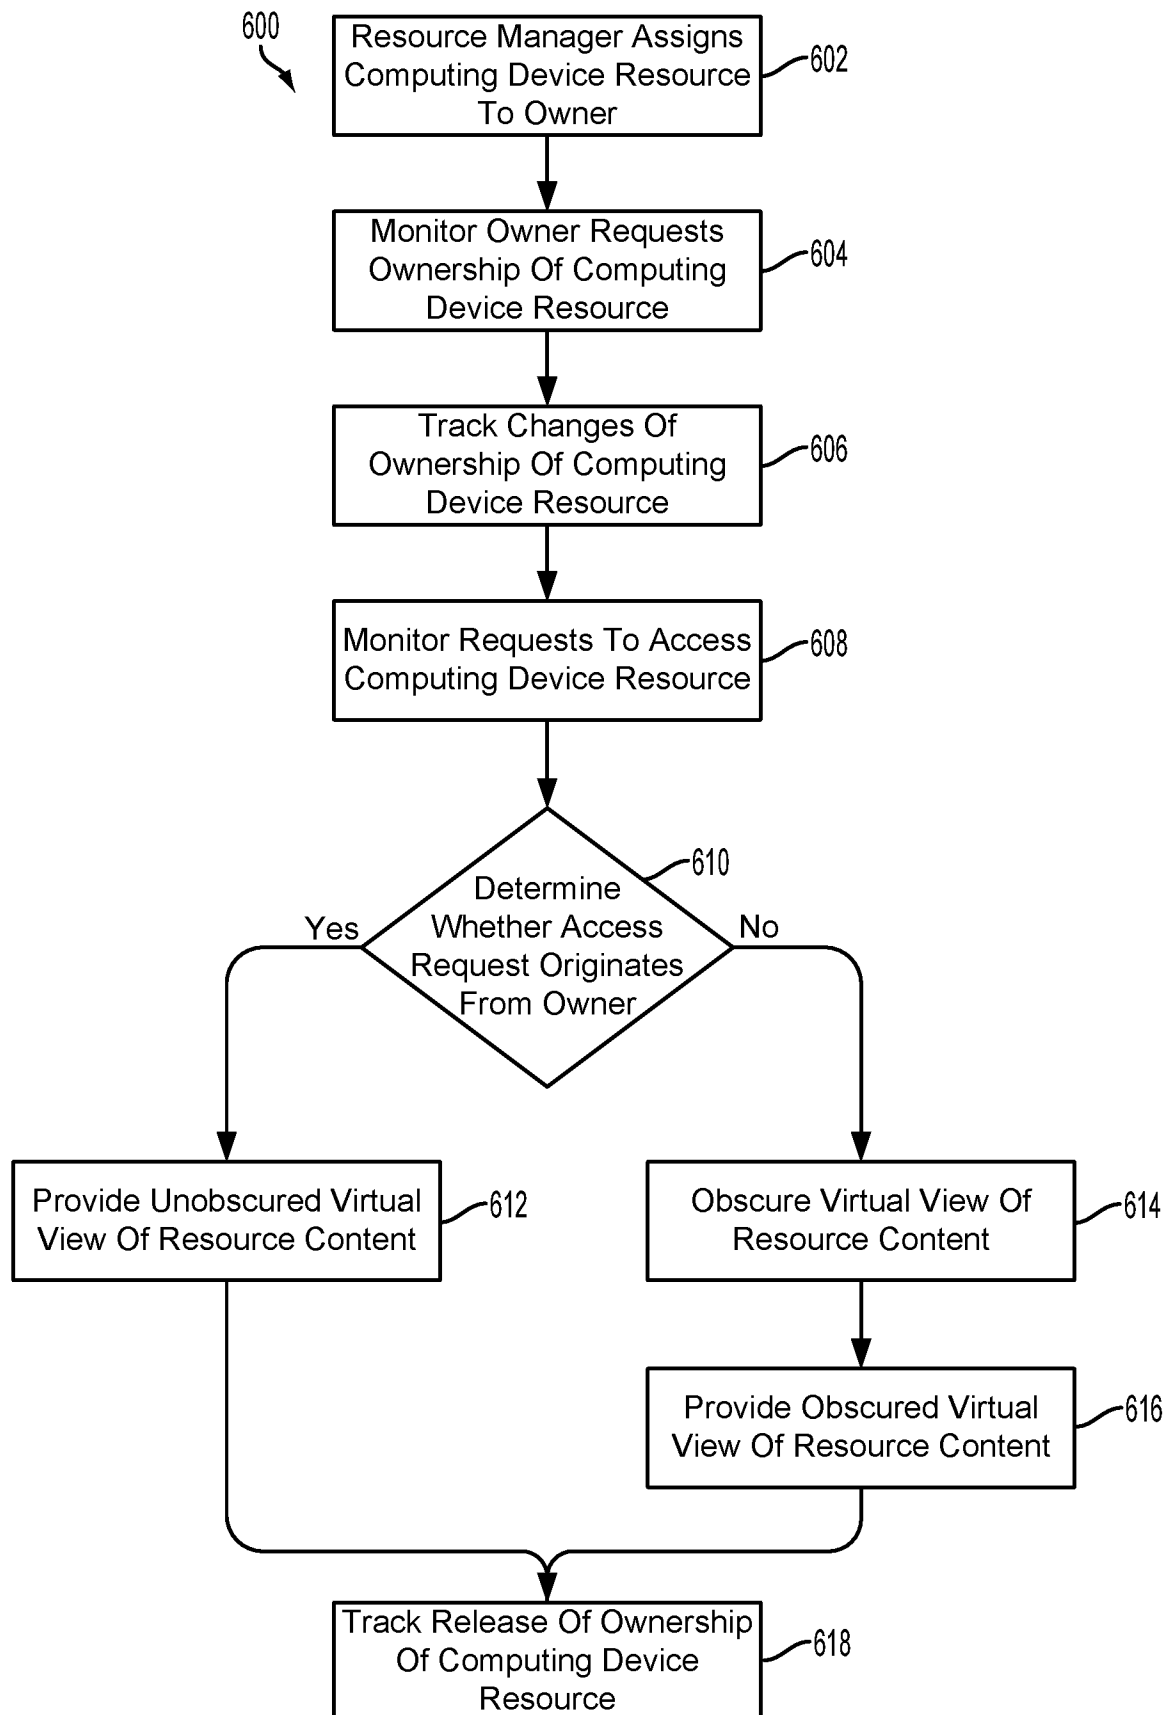 600
Resource Manager Assigns
Computing Device Resource
To Owner
602
Monitor Owner Requests
Ownership Of Computing
Device Resource
604
Track Changes Of
Ownership Of Computing
Device Resource
606
Monitor Requests To Access
Computing Device Resource
608
Determine
Whether Access
Request Originates
From Owner
610
Yes
No
Provide Unobscured Virtual
View Of Resource Content
612
Obscure Virtual View Of
Resource Content
614
Provide Obscured Virtual
View Of Resource Content
616
Track Release Of Ownership
Of Computing Device
Resource
618